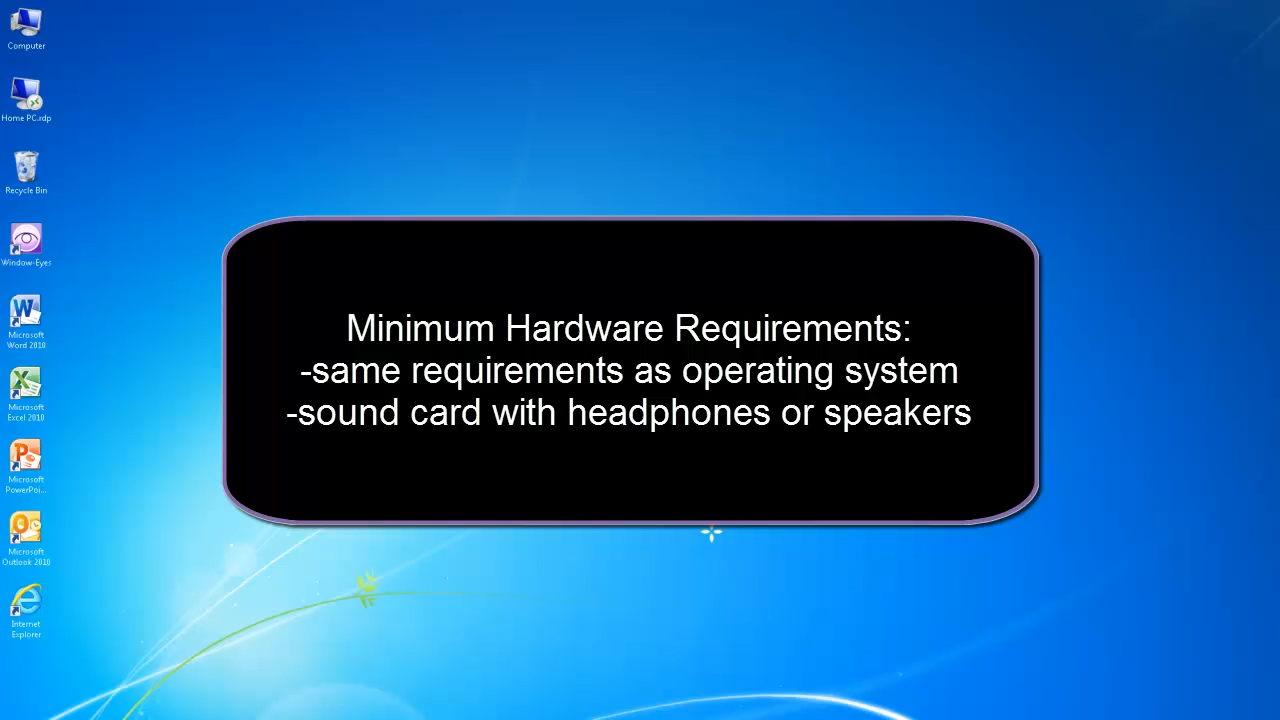 Computer
Home PC.rdp
Recycle Bin
Window-Eyes
Microsoft
Word 2010
Microsoft
Excel 2010
Microsoft
PowerPoi...
Microsoft
Outlook 2010
Internet
Explorer
Minimum Hardware Requirements:
-same requirements as operating system
-sound card with headphones or speakers